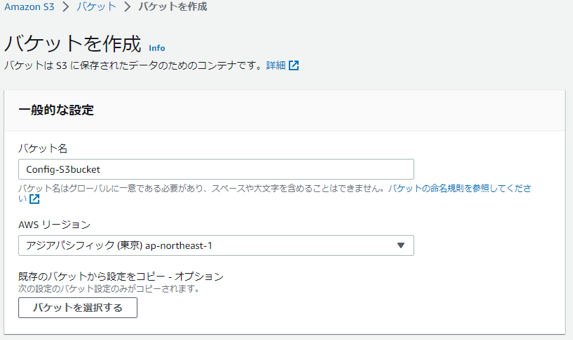 Amazon S3 > バケット > バケットを作成
バケットを作成 Info
バケットは S3 に保存されたデータのためのコンテナです。詳細
一般的な設定
バケット名
Config-S3bucket
バケット名はグローバルに一意である必要があり、スペースや大文字を含めることはできません。バケットの命名規則を参照してくださ
い
AWS リージョン
アジアパシフィック (東京) ap-northeast-1
既存のバケットから設定をコピー - オプション
次の設定のバケット設定のみがコピーされます。
バケットを選択する